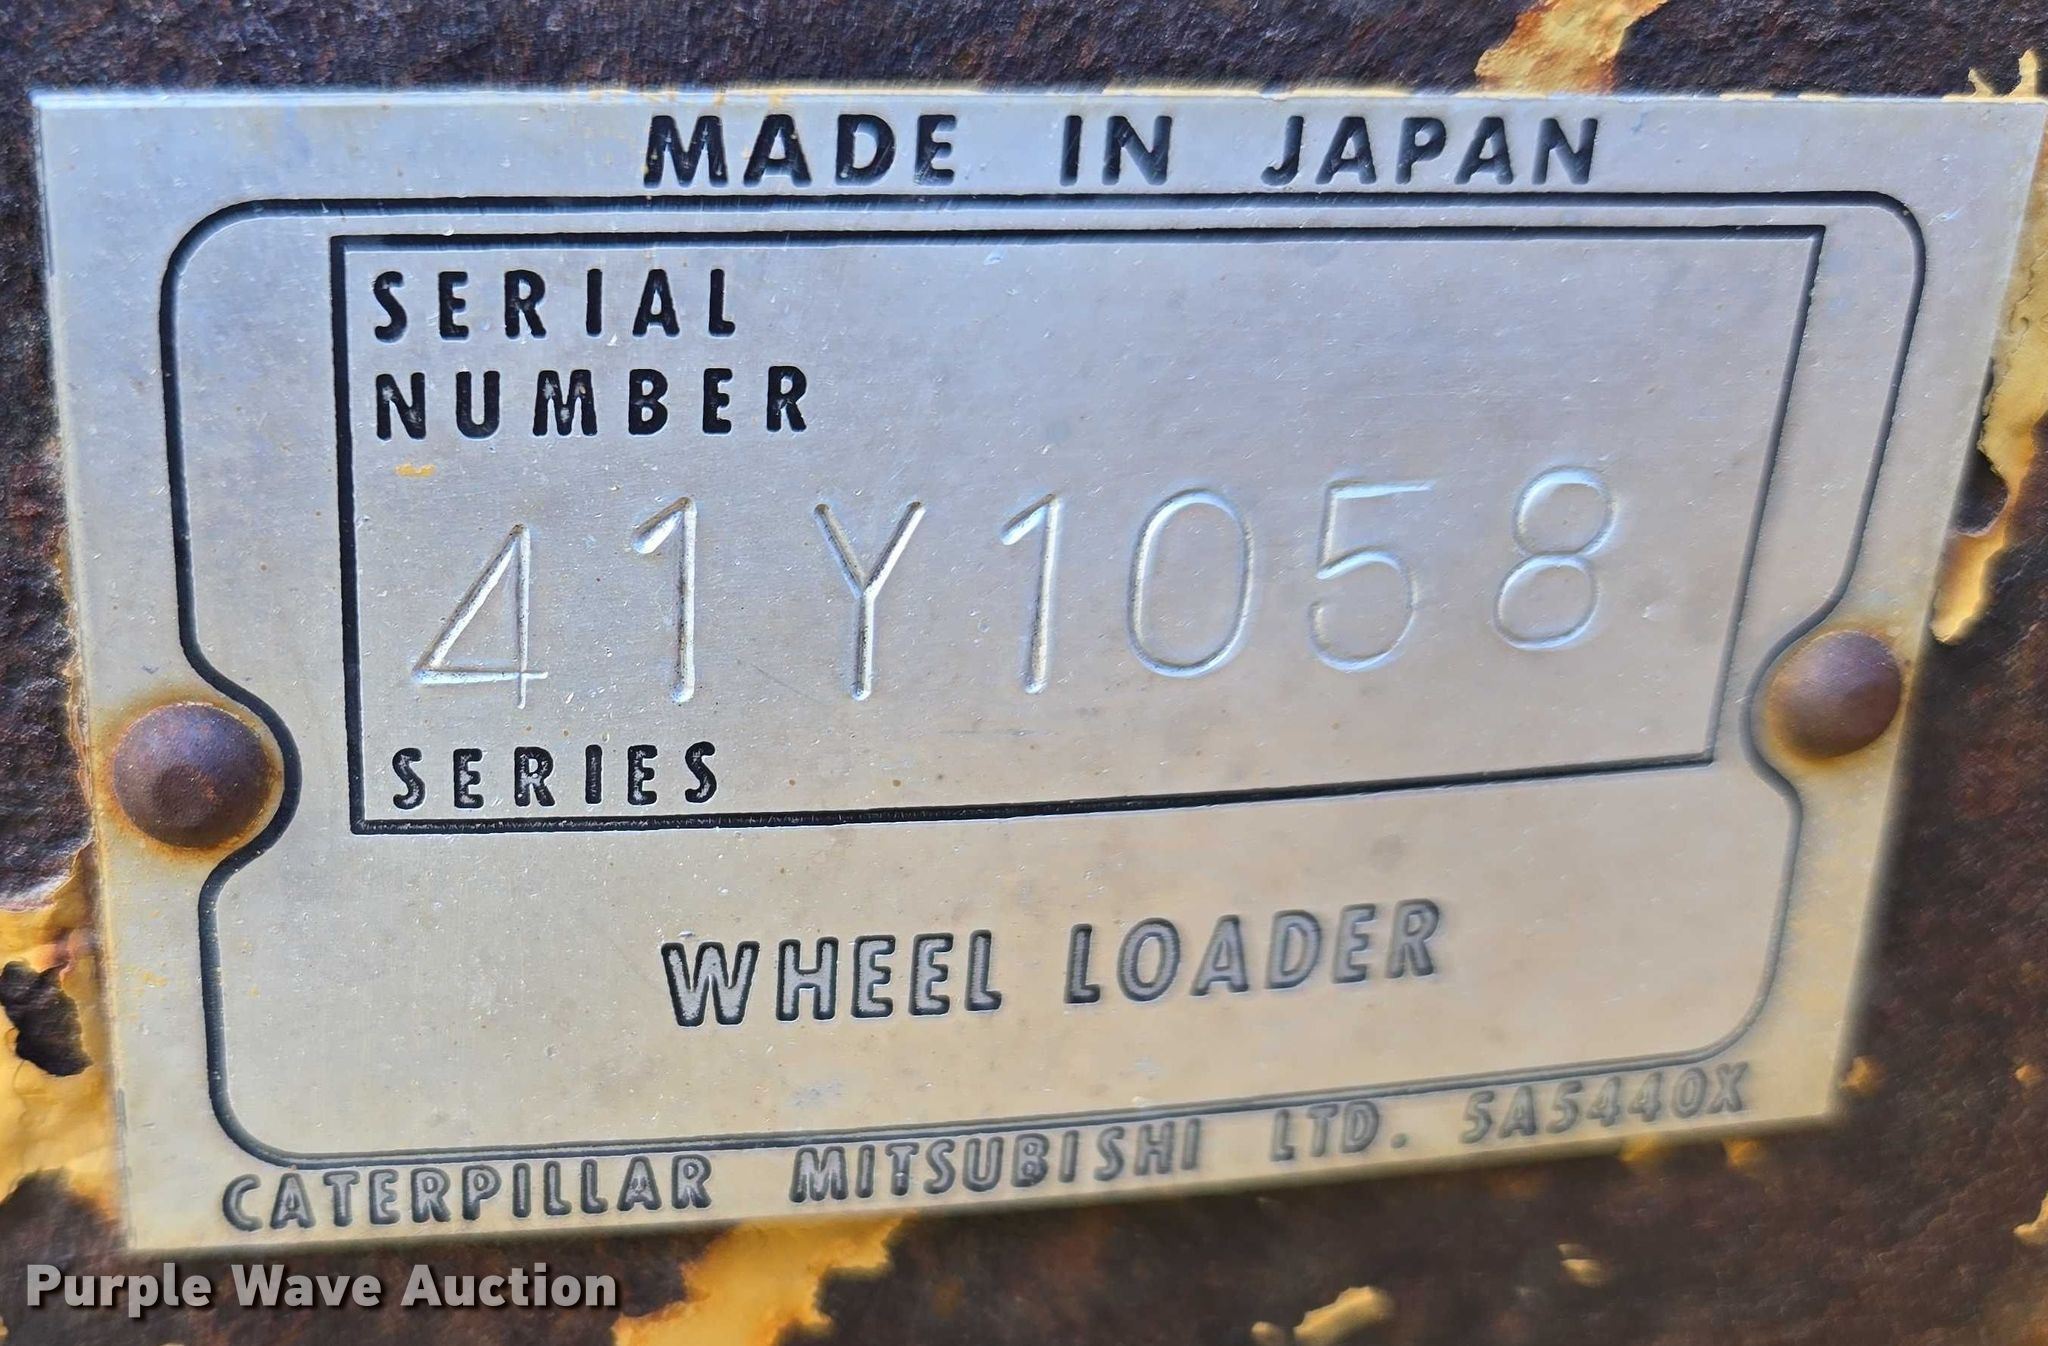 MADE IN JAPAN
SERIAL
NUMBER
41Y1058
SERIES
WHEEL LOADER
CATERPILLAR MITSUBISHI LTD. 5A5440X
Purple Wave Auction